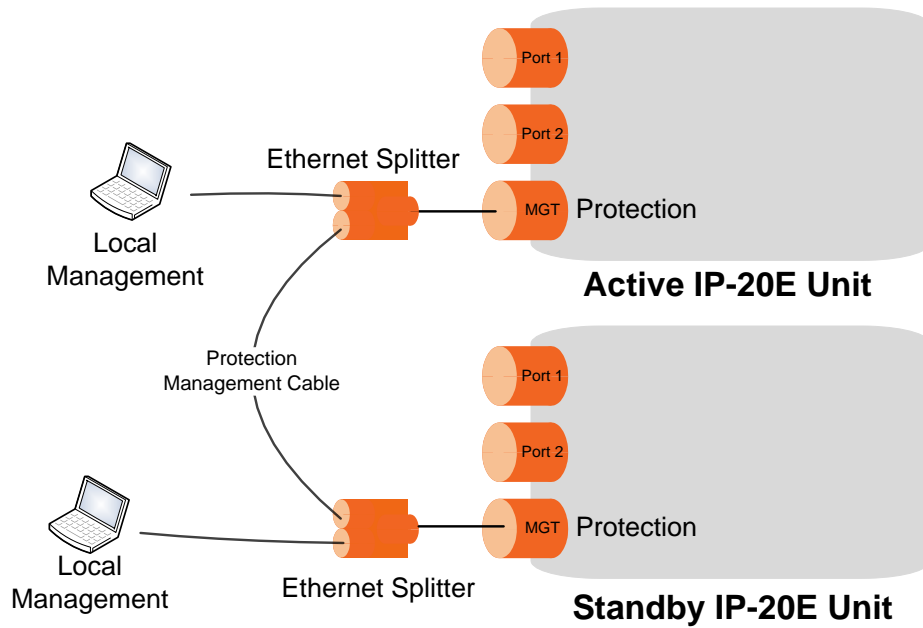 Port 1
Port 2
Ethernet Splitter
MGT
Protection
Local
Management
Active IP-20E Unit
Protection
Management Cable
Port 1
Port 2
MGT
Protection
Local
Management
Ethernet Splitter
Standby IP-20E Unit